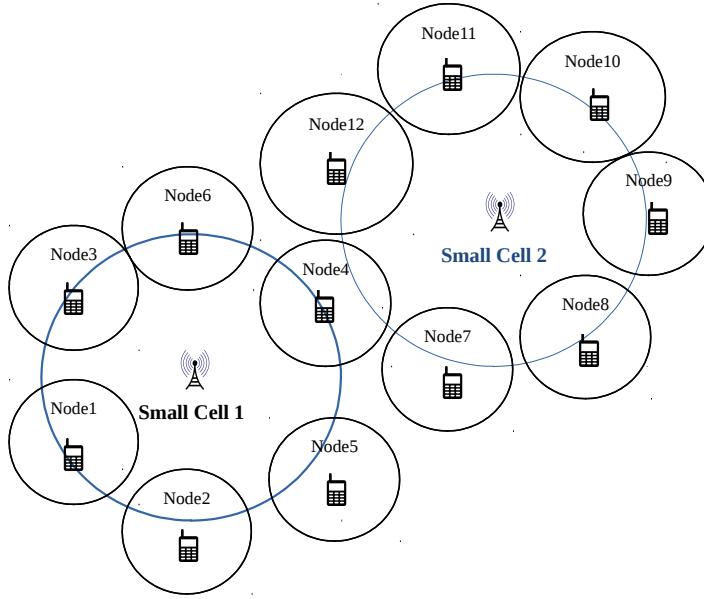 Node11
Node10
Node12
Node9
Node6
Node3
Small Cell 2
Node4
Node8
Node7
Small Cell 1
Node1
Node5
Node2